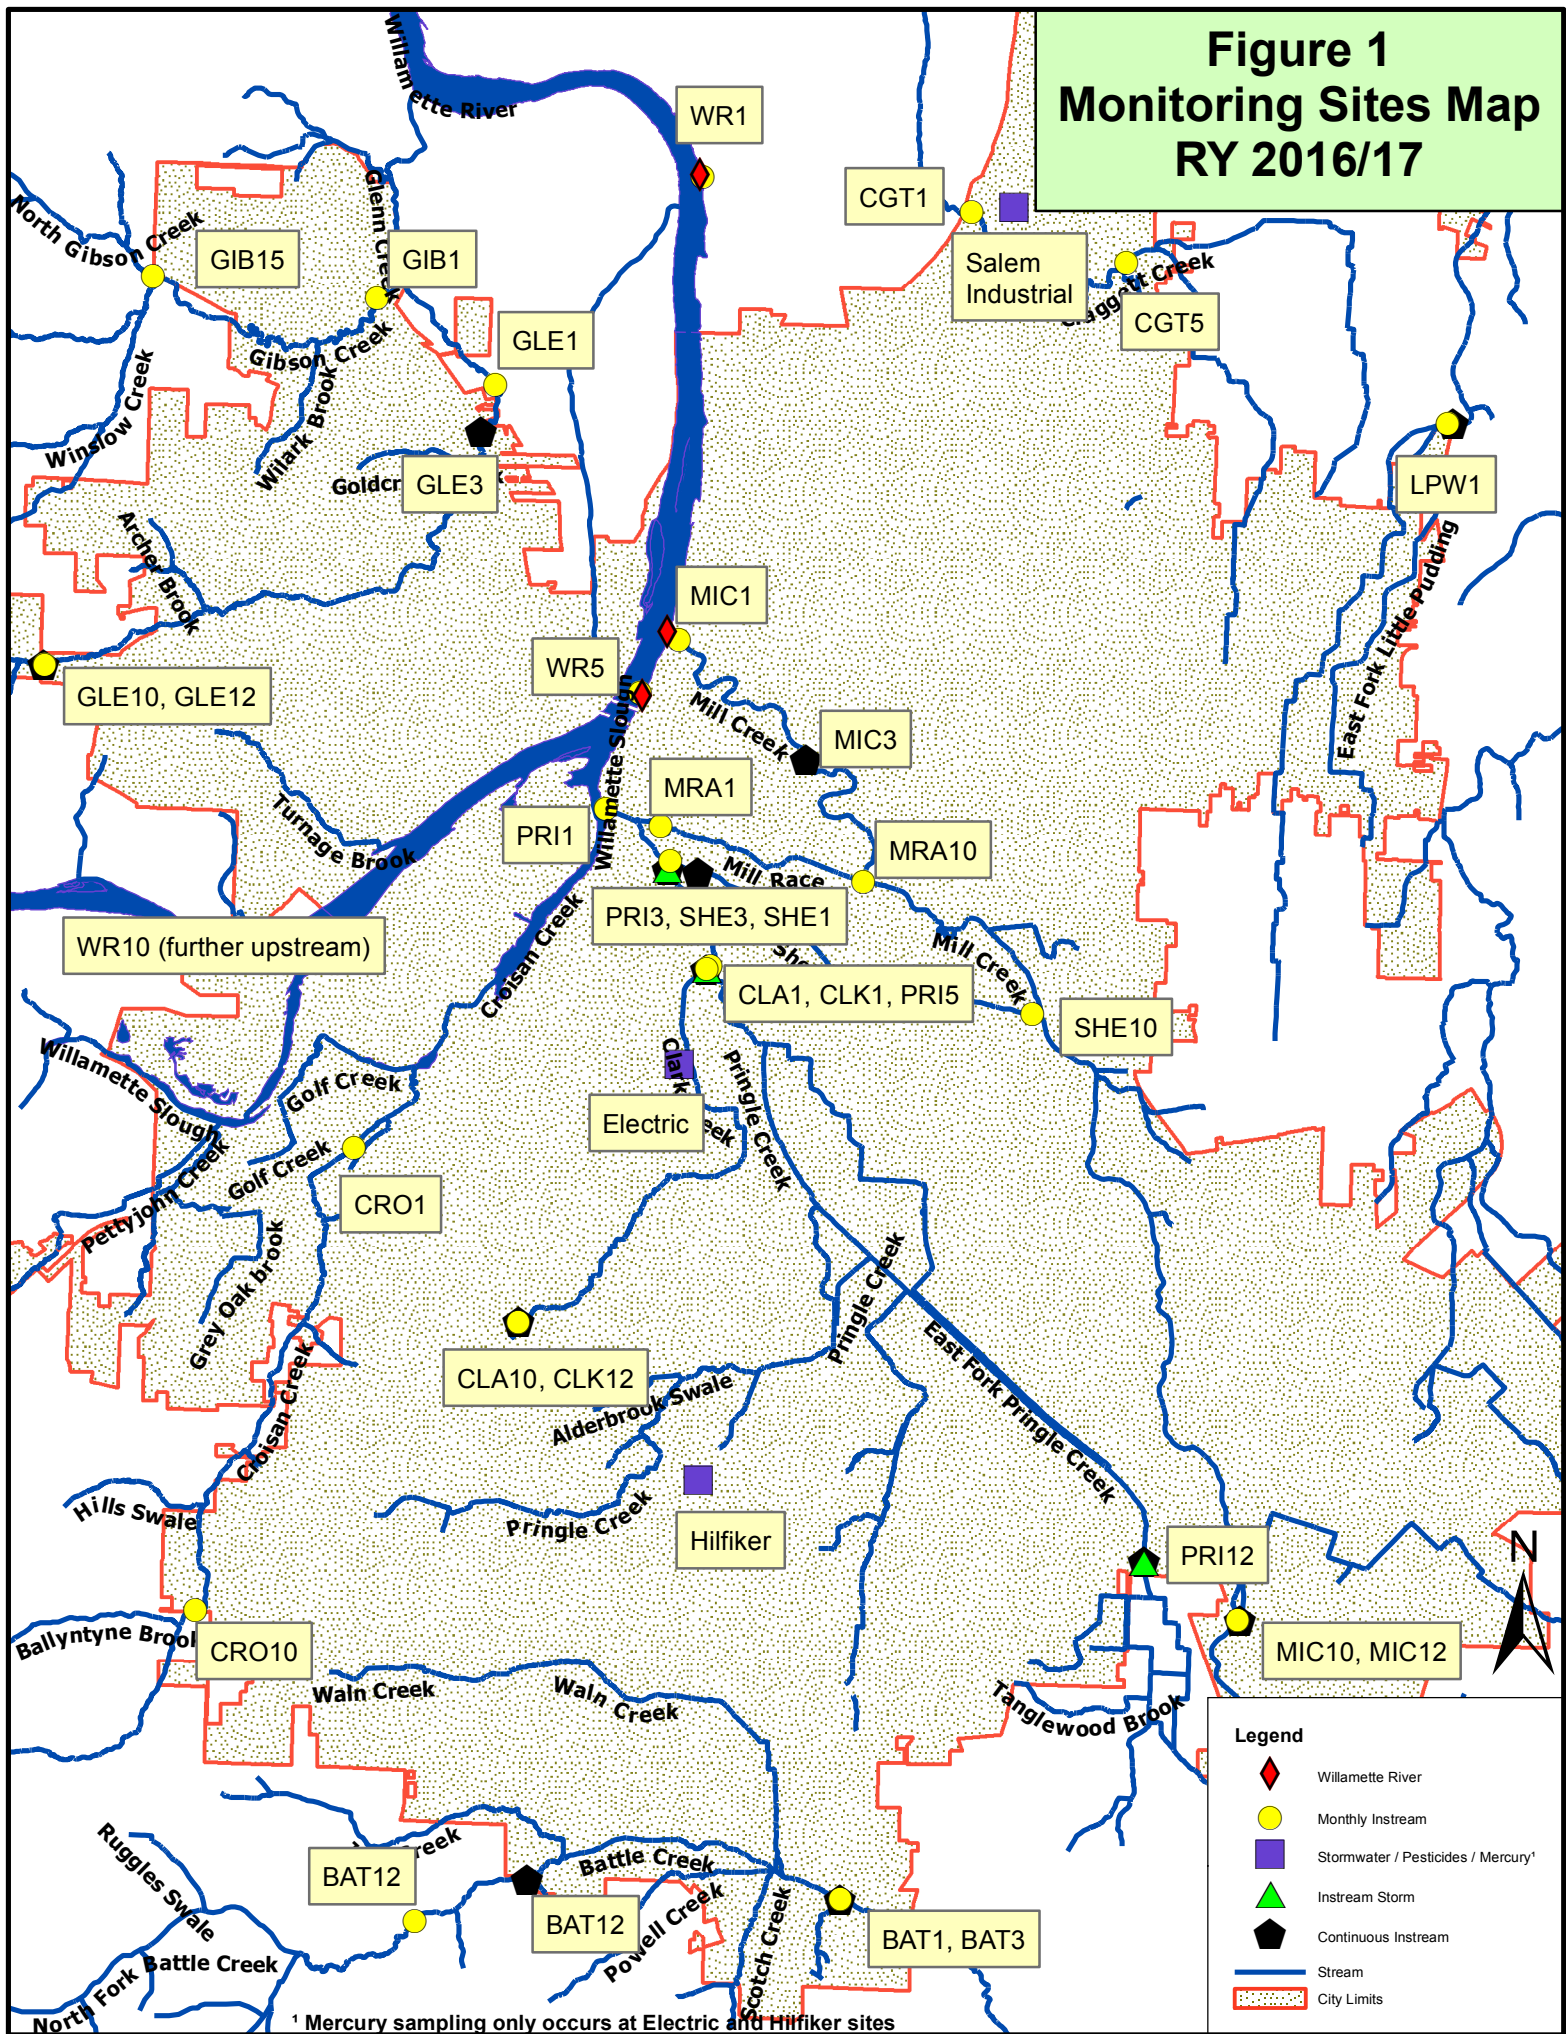 Figure 1
Monitoring Sites Map
RY 2016/17
Willamette River
WR1
CGT1
Salem
Industrial
Claggett Creek
CGT5
North Gibson Creek
GIB15
Glenn Creek
GIB1
GLE1
Gibson Creek
Winslow Creek
Wilark Brook
GLE3
LPW1
Archer Brook
East Fork Little Pudding
MIC1
WR5
GLE10, GLE12
Mill Creek
MIC3
Willamette Slough
MRA1
Turnage Brook
PRI1
Mill Race
MRA10
PRI3, SHE3, SHE1
WR10 (further upstream)
Croisan Creek
Mill Creek
CLA1, CLK1, PRI5
SHE10
Willamette Slough
Golf Creek
Clark
eek
Pringle Creek
Electric
Pettyjohn Creek
Golf Creek
CRO1
Grey Oak brook
Pringle Creek
East Fork Pringle Creek
CLA10, CLK12
Alderbrook Swale
Croisan Creek
Hills Swale
Pringle Creek
Hilfiker
PRI12
N
MIC10, MIC12
Ballyntyne Brook
CRO10
Waln Creek
Waln Creek
Tanglewood Brook
Legend
Willamette River
Monthly Instream
Stormwater / Pesticides / Mercury¹
Instream Storm
Continuous Instream
Stream
City Limits
Ruggles Swale
Creek
BAT12
Battle Creek
BAT12
Powell Creek
Scotch Creek
BAT1, BAT3
North Fork Battle Creek
¹ Mercury sampling only occurs at Electric and Hilfiker sites